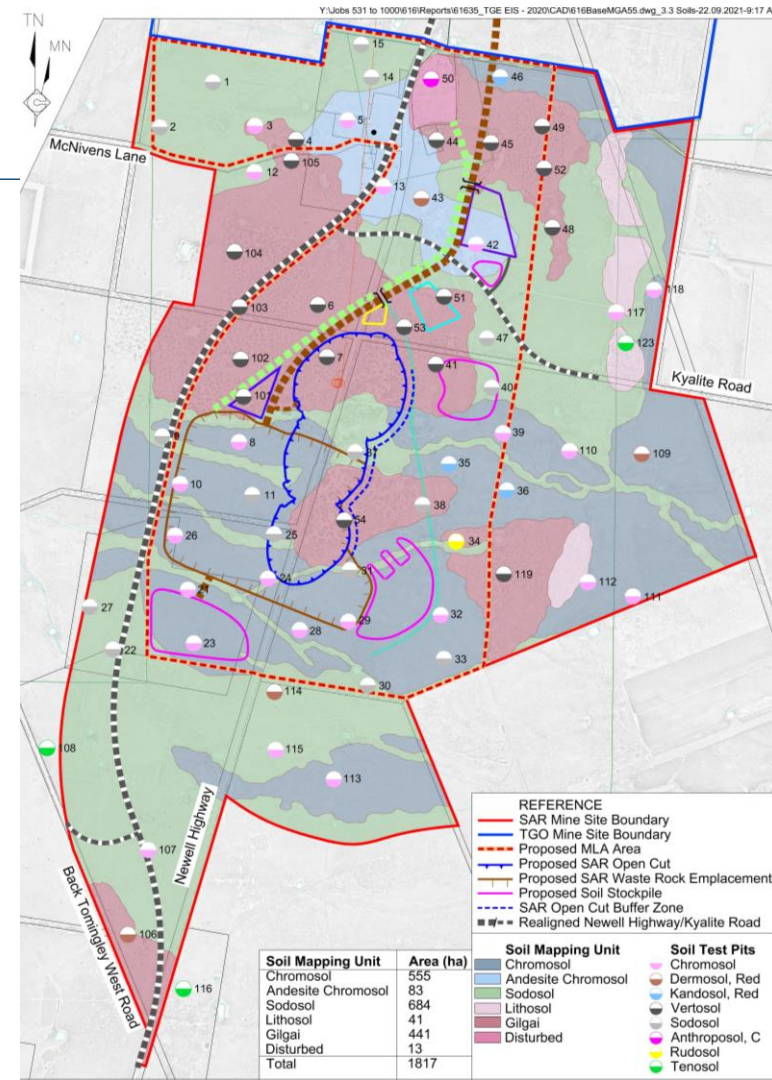 Y:\Jobs 531 to 1000\616\Reports\61635_TGE EIS - 2020\CAD\616BaseMGA55.dwg_3.3 Soils-22.09.2021-9:17 A
TN
MN
15
14
50
46
1
2
3
5
4
44
45
49
McNivens Lane
105
12
13
52
43
104
42
48
118
103
6
51
117
53
47
123
102
7
41
Kyalite Road
40
8
39
37
110
109
35
10
11
36
38
54
26
25
34
31
119
24
112
111
27
29
32
23
28
22
33
30
114
108
115
113
Newell Highway
107
Back Tomingley West Road
106
116
REFERENCE
SAR Mine Site Boundary
TGO Mine Site Boundary
Proposed MLA Area
Proposed SAR Open Cut
Proposed SAR Waste Rock Emplacement
Proposed Soil Stockpile
SAR Open Cut Buffer Zone
Realigned Newell Highway/Kyalite Road
Soil Mapping Unit
Chromosol
Andesite Chromosol
Sodosol
Lithosol
Gilgai
Disturbed
Soil Test Pits
Chromosol
Dermosol, Red
Kandosol, Red
Vertosol
Sodosol
Anthroposol, C
Rudosol
Tenosol
Soil Mapping Unit Area (ha)
Chromosol 555
Andesite Chromosol 83
Sodosol 684
Lithosol 41
Gilgai 441
Disturbed 13
Total 1817